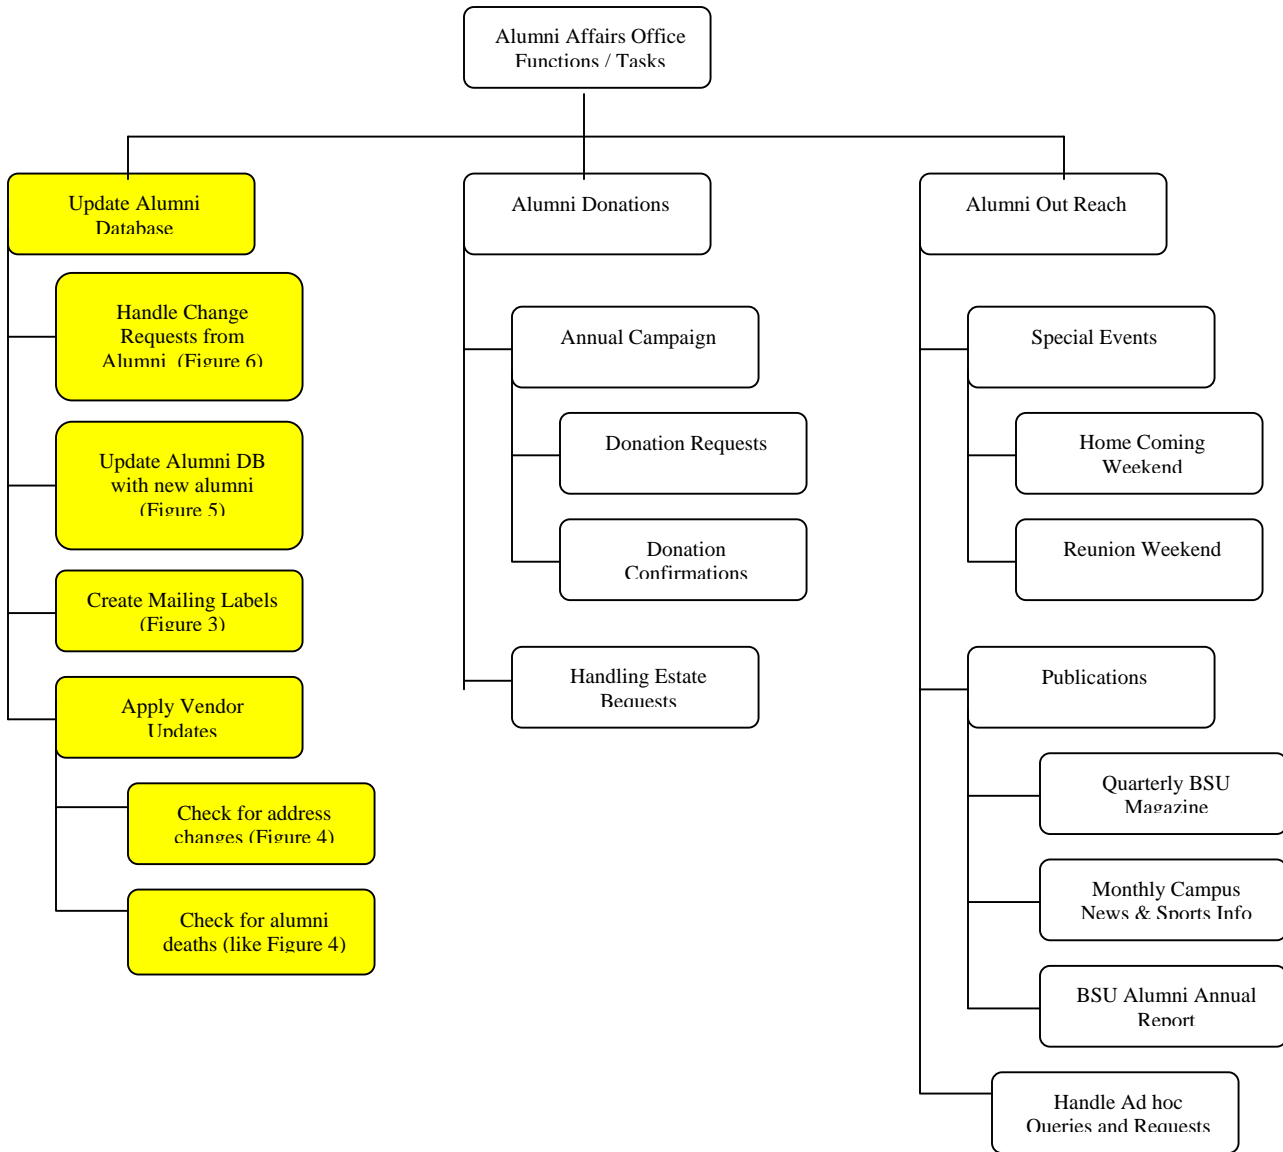 Alumni Affairs Office
Functions / Tasks
Update Alumni
Database
Handle Change
Requests from
Alumni (Figure 6)
Update Alumni DB
with new alumni
(Figure 5)
Create Mailing Labels
(Figure 3)
Apply Vendor
Updates
Check for address
changes (Figure 4)
Check for alumni
deaths (like Figure 4)
Alumni Donations
Annual Campaign
Donation Requests
Donation
Confirmations
Handling Estate
Bequests
Alumni Out Reach
Special Events
Home Coming
Weekend
Reunion Weekend
Publications
Quarterly BSU
Magazine
Monthly Campus
News & Sports Info
BSU Alumni Annual
Report
Handle Ad hoc
Queries and Requests